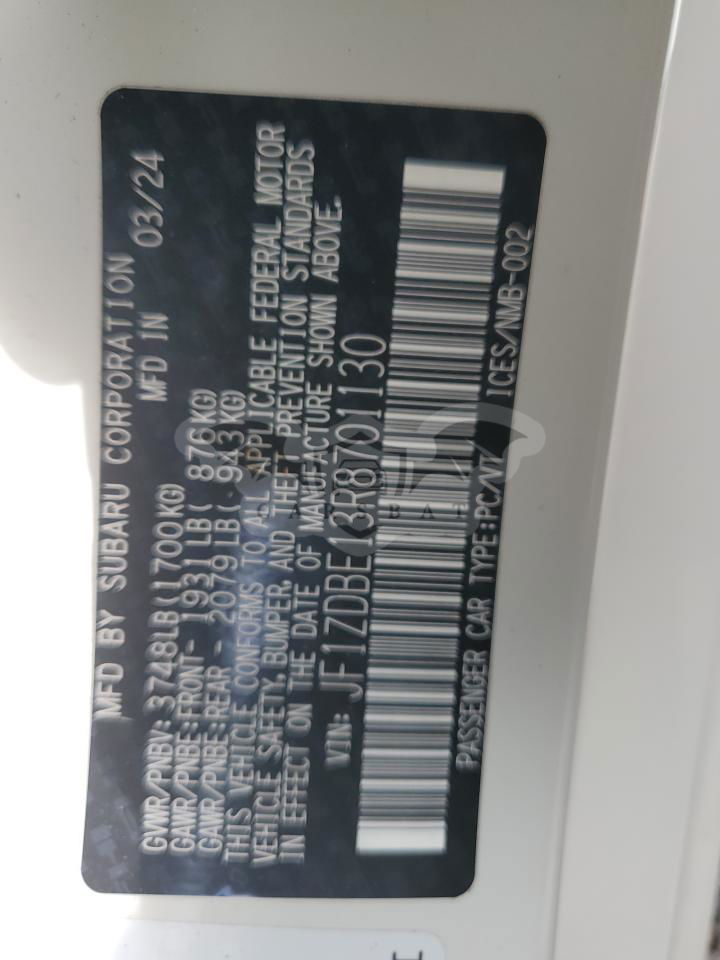 MFD BY SUBARU CORPORATION
MFD IN 03/24
GVWR/PNBV: 3748LB(1700KG)
GAWR/PNBE:FRONT- 1931LB( 876KG)
GAWR/PNBE:REAR - 2079LB( 943KG)
THIS VEHICLE CONFORMS TO ALL APPLICABLE FEDERAL MOTOR
VEHICLE SAFETY, BUMPER, AND THEFT PREVENTION STANDARDS
IN EFFECT ON THE DATE OF MANUFACTURE SHOWN ABOVE.
VIN: JF1ZDBE13R8701130
PASSENGER CAR TYPE:PC/VT ICES/NMB-002
CARSBAT